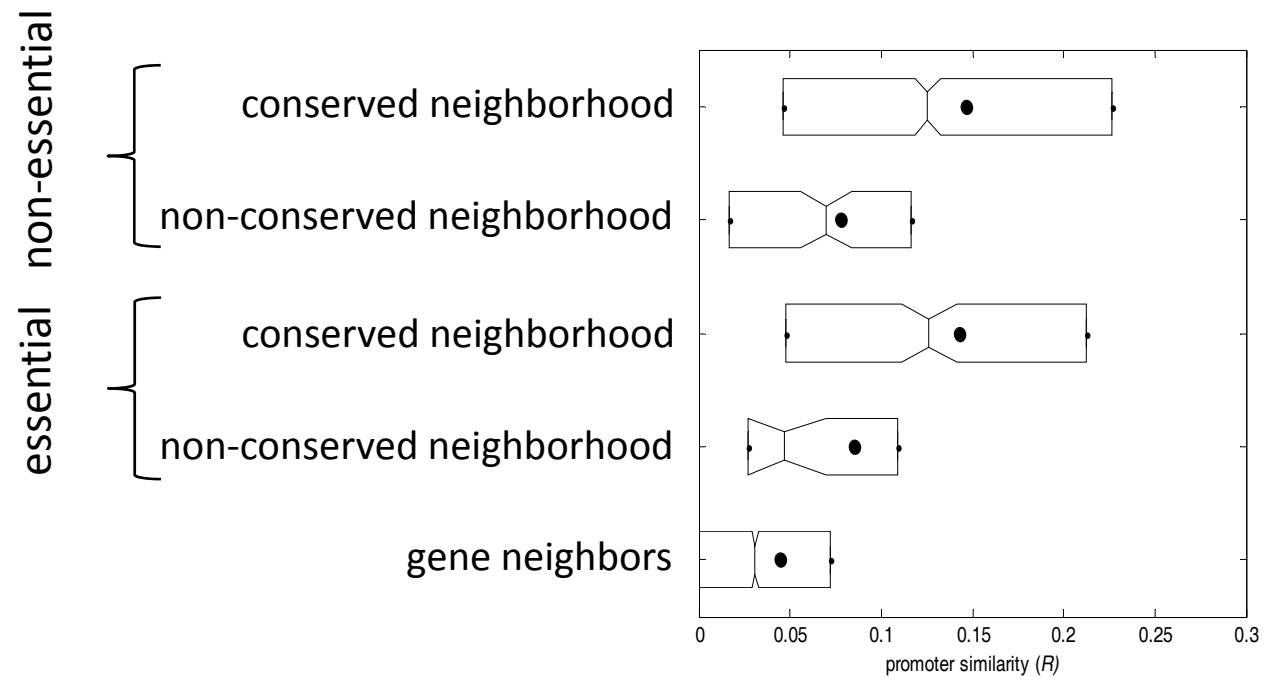 non-essential
conserved neighborhood
non-conserved neighborhood
essential
conserved neighborhood
non-conserved neighborhood
gene neighbors
0 0.05 0.1 0.15 0.2 0.25 0.3
promoter similarity (R)